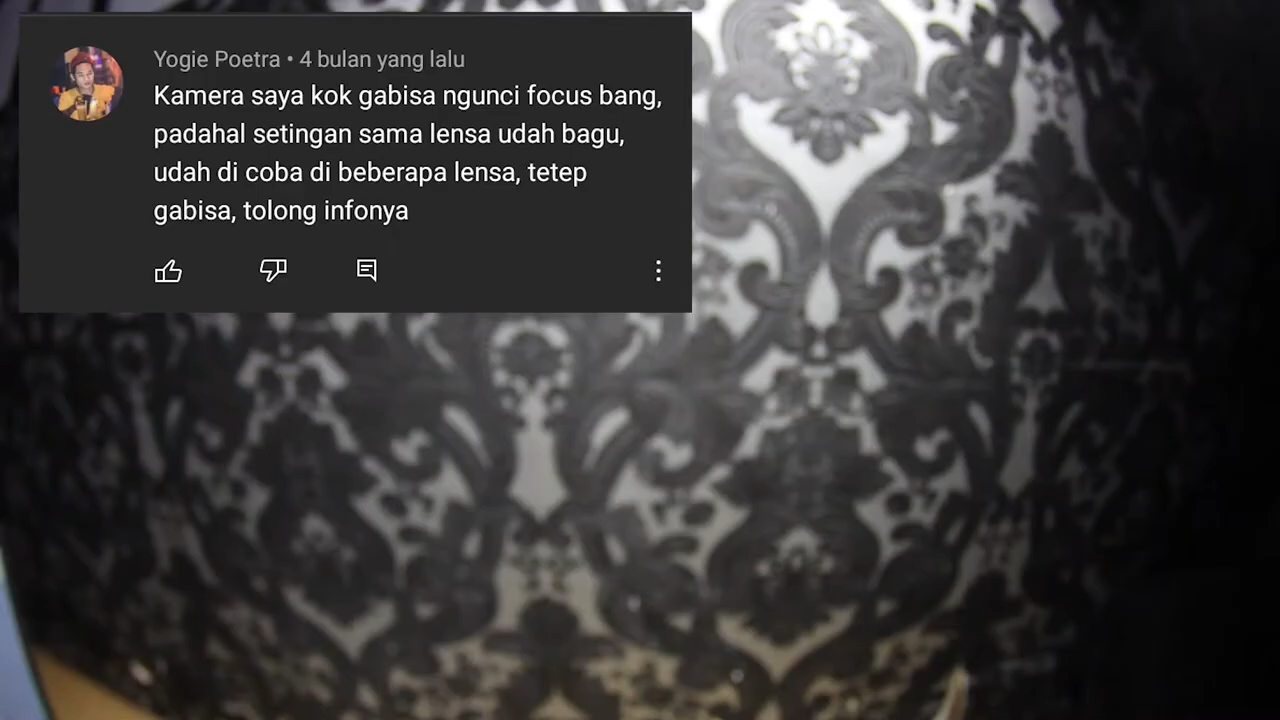 Yogie Poetra • 4 bulan yang lalu
Kamera saya kok gabisa ngunci focus bang,
padahal setingan sama lensa udah bagu,
udah di coba di beberapa lensa, tetep
gabisa, tolong infonya